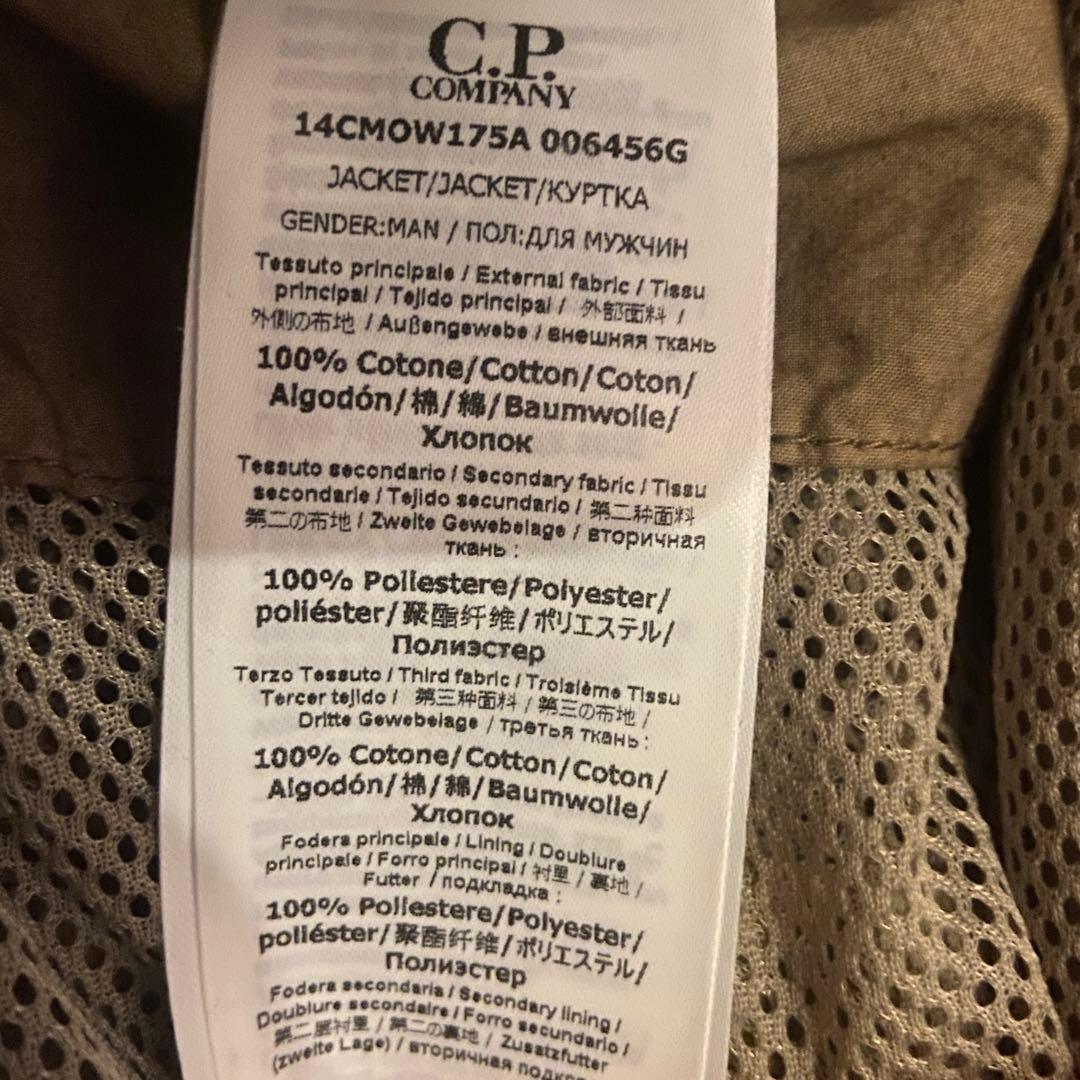 C.P.
COMPANY
14CMOW175A 006456G
JACKET/JACKET/КУРТКА
GENDER:MAN / ПОЛ:ДЛЯ МУЖЧИН
Tessuto principale / External fabric / Tissu
principal / Tejido principal / 外部面料 /
外側の布地 / Außengewebe / внешняя ткань
100% Cotone/Cotton/Coton/
Algodón/棉/綿/Baumwolle/
Хлопок
Tessuto secondario / Secondary fabric / Tissu
secondarie / Tejido secundario / 第二种面料
第二の布地 / Zweite Gewebelage / вторичная
ткань :
100% Poliestere/Polyester/
poliéster/聚酯纤维/ポリエステル/
Полиэстер
Terzo Tessuto / Third fabric / Troisième Tissu
Tercer tejido / 第三种面料 / 第三の布地 /
Dritte Gewebelage / третья ткань :
100% Cotone/Cotton/Coton/
Algodón/棉/綿/Baumwolle/
Хлопок
Fodera principale / Lining / Doublure
principale / Forro principal / 衬里 / 裏地 /
Futter / подкладка :
100% Poliestere/Polyester/
poliéster/聚酯纤维/ポリエステル/
Полиэстер
Fodera secondaria / Secondary lining /
Doublure secondaire / Forro secundario /
第二层衬里 / 第二の裏地 / Zusatzfutter
(zweite Lage) / вторичная